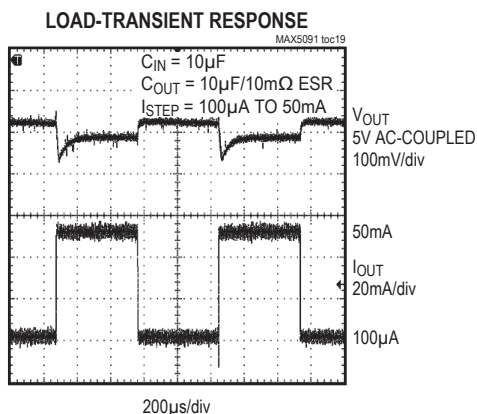 LOAD-TRANSIENT RESPONSE
MAX5091 toc19
T
CIN = 10µF
COUT = 10µF/10mΩ ESR
ISTEP = 100µA TO 50mA
VOUT
5V AC-COUPLED
100mV/div
50mA
IOUT
20mA/div
100µA
200µs/div